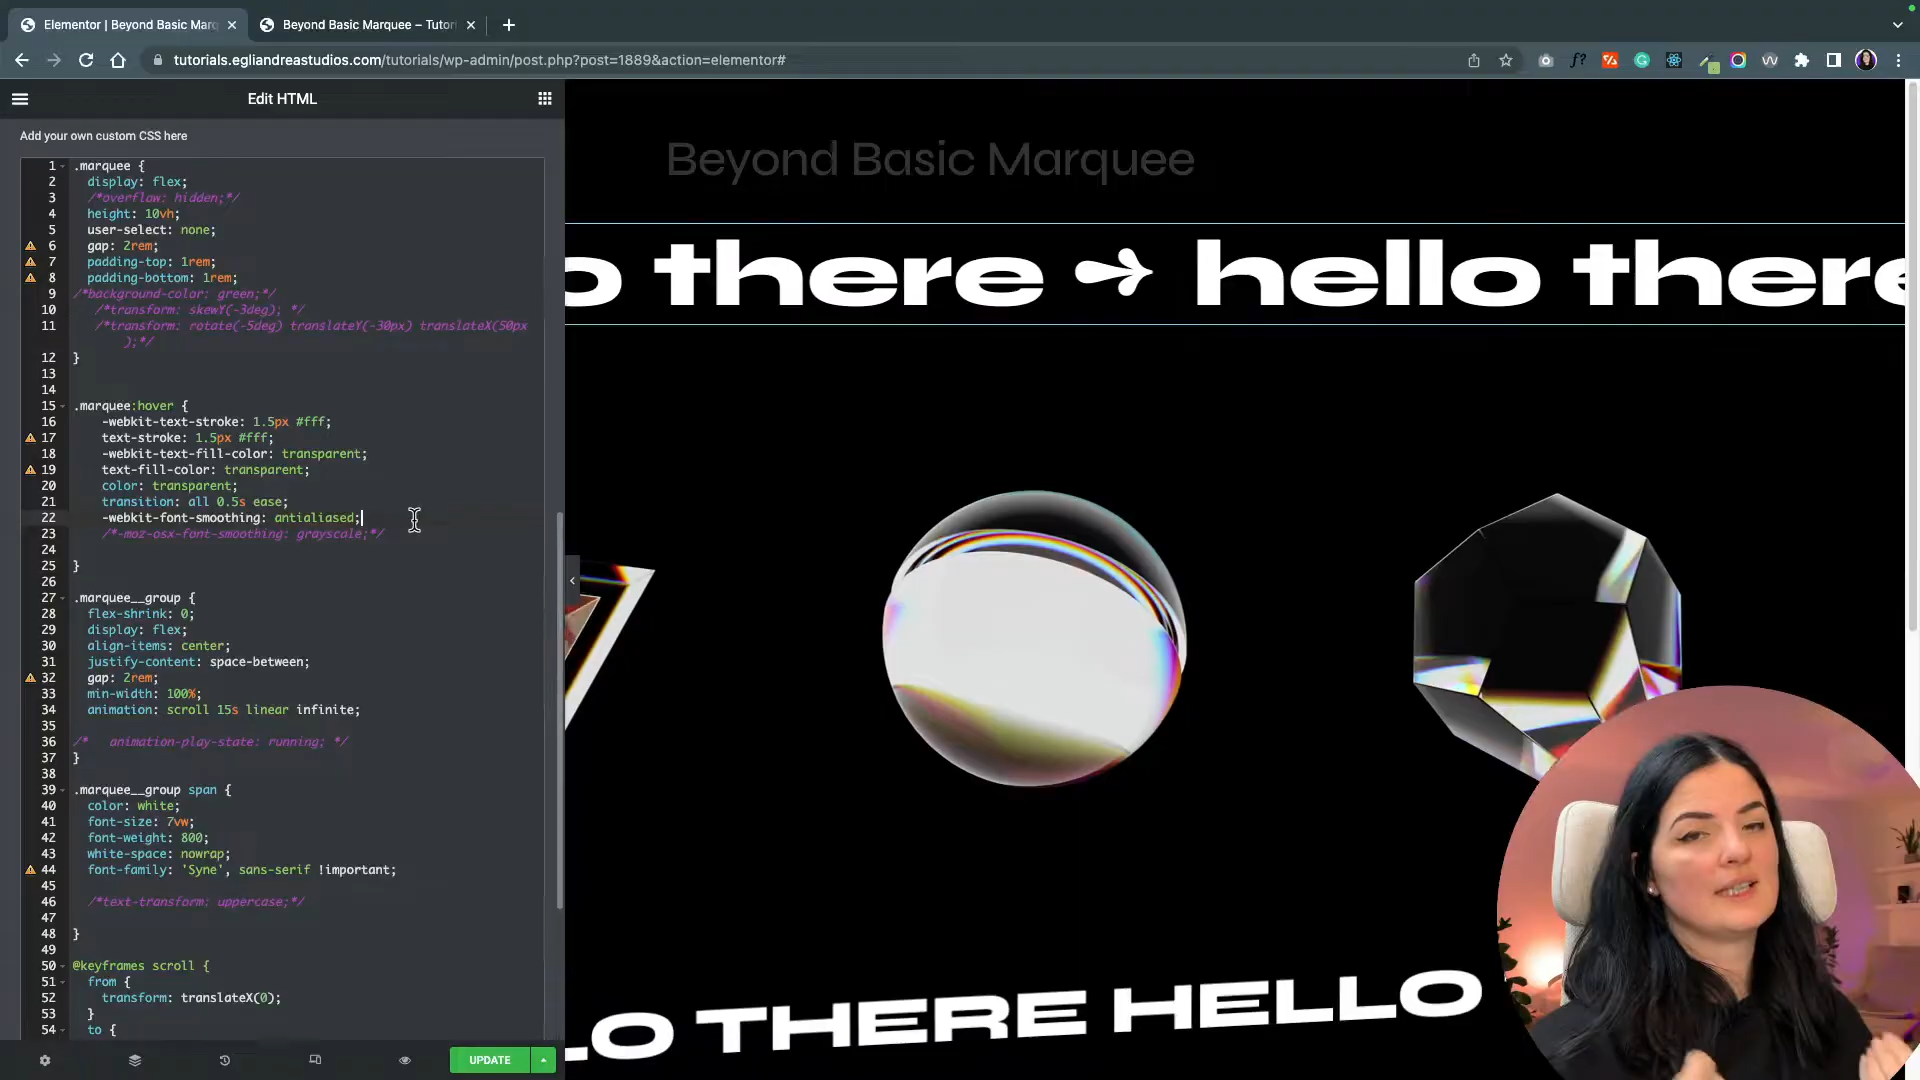 Elementor | Beyond Basic Marq
Beyond Basic Marquee – Tutor
tutorials.egliandreastudios.com/tutorials/wp-admin/post.php?post=1889&action=elementor#
Edit HTML
Add your own custom CSS here
1 .marquee {
2 display: flex;
3 /*overflow: hidden;*/
4 height: 10vh;
5 user-select: none;
6 gap: 2rem;
7 padding-top: 1rem;
8 padding-bottom: 1rem;
9 /*background-color: green;*/
10 /*transform: skewY(-3deg); */
11 /*transform: rotate(-5deg) translateY(-30px) translateX(50px
);*/
12 }
13
14
15 .marquee:hover {
16 -webkit-text-stroke: 1.5px #fff;
17 text-stroke: 1.5px #fff;
18 -webkit-text-fill-color: transparent;
19 text-fill-color: transparent;
20 color: transparent;
21 transition: all 0.5s ease;
22 -webkit-font-smoothing: antialiased;
23 /*-moz-osx-font-smoothing: grayscale;*/
24
25 }
26
27 .marquee__group {
28 flex-shrink: 0;
29 display: flex;
30 align-items: center;
31 justify-content: space-between;
32 gap: 2rem;
33 min-width: 100%;
34 animation: scroll 15s linear infinite;
35
36 /* animation-play-state: running; */
37 }
38
39 .marquee__group span {
40 color: white;
41 font-size: 7vw;
42 font-weight: 800;
43 white-space: nowrap;
44 font-family: 'Syne', sans-serif !important;
45
46 /*text-transform: uppercase;*/
47
48 }
49
50 @keyframes scroll {
51 from {
52 transform: translateX(0);
53 }
54 to {
UPDATE
Beyond Basic Marquee
o there → hello there
LO THERE HELLO